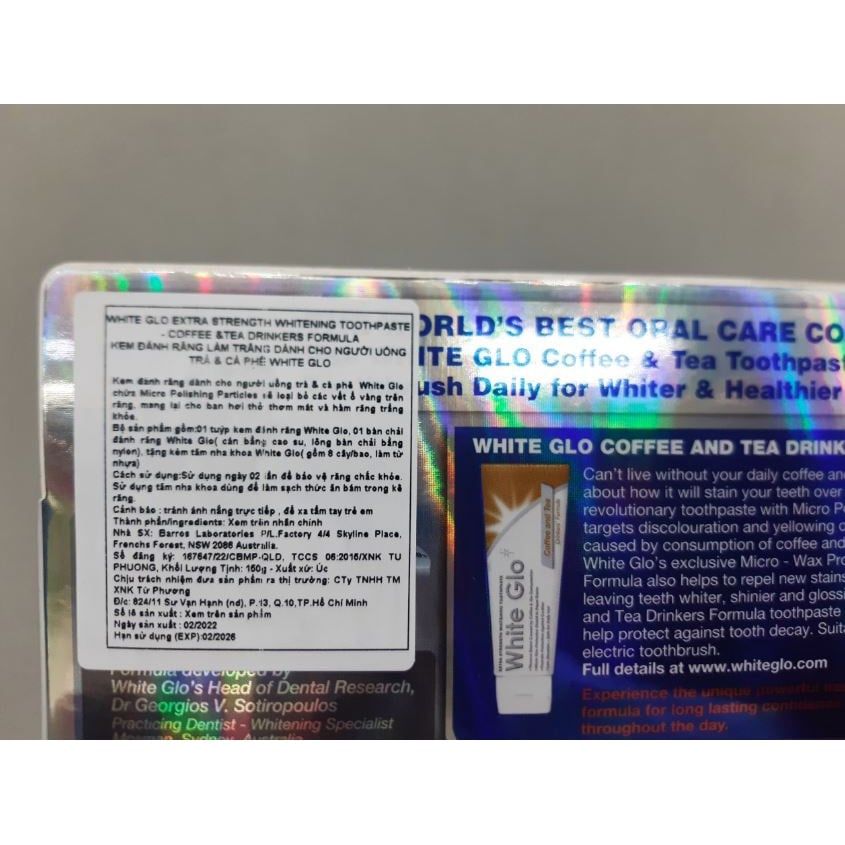 WHITE GLO EXTRA STRENGTH WHITENING TOOTHPASTE
- COFFEE &TEA DRINKERS FORMULA
KEM ĐÁNH RĂNG LÀM TRẮNG DÀNH CHO NGƯỜI UỐNG
TRÀ & CÀ PHÊ WHITE GLO
Kem đánh răng dành cho người uống trà & cà phê White Glo
chứa Micro Polishing Particles sẽ loại bỏ các vết ố vàng trên
răng, mang lại cho bạn hơi thở thơm mát và hàm răng trắng
khỏe.
Bộ sản phẩm gồm:01 tuýp kem đánh răng White Glo, 01 bàn chải
đánh răng White Glo( cán bằng cao su, lông bàn chải bằng
nylon), tặng kèm tăm nha khoa White Glo( gồm 8 cây/bao, làm từ
nhựa)
Cách sử dụng:Sử dụng ngày 02 lần để bảo vệ răng chắc khỏe.
Sử dụng tăm nha khoa dùng để làm sạch thức ăn bám trong kẽ
răng.
Cảnh báo : tránh ánh nắng trực tiếp , để xa tầm tay trẻ em
Thành phần/ingredients: Xem trên nhãn chính
Nhà SX: Barros Laboratories P/L.Factory 4/4 Skyline Place,
Frenchs Forest, NSW 2086 Australia.
Số đăng ký: 167647/22/CBMP-QLD, TCCS 06:2015/XNK TU
PHUONG, Khối Lượng Tịnh: 150g - Xuất xứ: Úc
Chịu trách nhiệm đưa sản phẩm ra thị trường: CTy TNHH TM
XNK Từ Phương
Đ/c: 824/11 Sư Vạn Hạnh (nd), P.13, Q.10,TP.Hồ Chí Minh
Số lô sản xuất : Xem trên sản phẩm
Ngày sản xuất : 02/2022
Hạn sử dụng (EXP):02/2026
Formula developed by
White Glo's Head of Dental Research,
Dr Georgios V. Sotiropoulos
Practicing Dentist - Whitening Specialist
Mosman, Sydney, Australia
ORLD'S BEST ORAL CARE CO
ITE GLO Coffee & Tea Toothpast
ush Daily for Whiter & Healthier
WHITE GLO COFFEE AND TEA DRINK
Can't live without your daily coffee and
about how it will stain your teeth over
revolutionary toothpaste with Micro Po
targets discolouration and yellowing o
caused by consumption of coffee and
White Glo's exclusive Micro - Wax Pro
Formula also helps to repel new stains
leaving teeth whiter, shinier and gloss
and Tea Drinkers Formula toothpaste
help protect against tooth decay. Suita
electric toothbrush.
Full details at www.whiteglo.com
Experience the unique powerful
formula for long lasting confidence
throughout the day.
White Glo
Coffee and Tea
Drinkers Formula